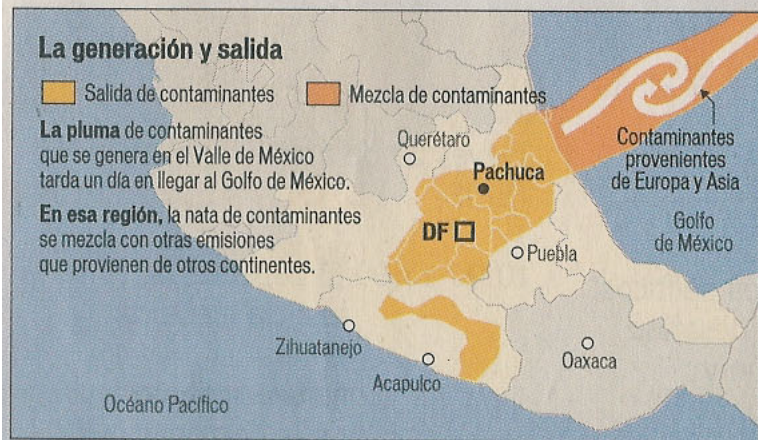 La generación y salida
Salida de contaminantes
Mezcla de contaminantes
La pluma de contaminantes
que se genera en el Valle de México
tarda un día en llegar al Golfo de México.
En esa región, la nata de contaminantes
se mezcla con otras emisiones
que provienen de otros continentes.
Querétaro
Pachuca
DF
Puebla
Contaminantes
provenientes
de Europa y Asia
Golfo
de México
Zihuatanejo
Acapulco
Oaxaca
Océano Pacífico